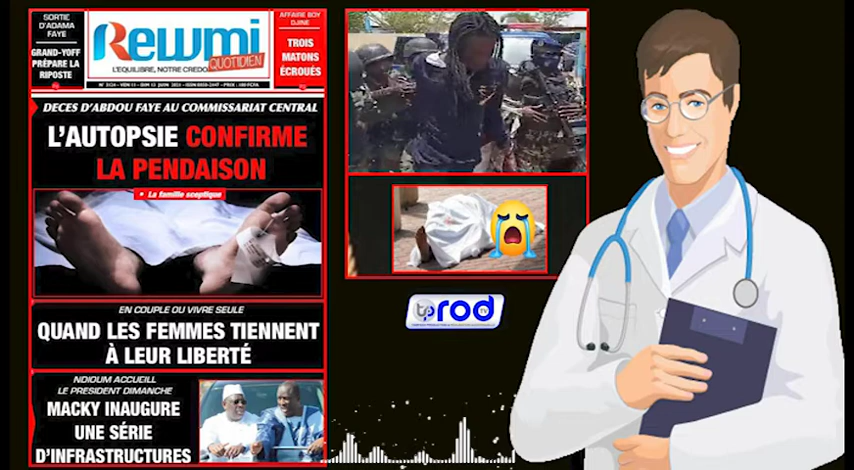 SORTIE
D'ADAMA
FAYE
GRAND-YOFF
PRÉPARE LA
RIPOSTE
Rewmi
QUOTIDIEN
L'EQUILIBRE, NOTRE CREDO
AFFAIRE BOY
DJINE
TROIS
MATONS
ÉCROUÉS
DECES D'ABDOU FAYE AU COMMISSARIAT CENTRAL
L'AUTOPSIE CONFIRME
LA PENDAISON
• La famille sceptique
EN COUPLE OU VIVRE SEULE
QUAND LES FEMMES TIENNENT
À LEUR LIBERTÉ
NDIOUM ACCUEILL
LE PRESIDENT DIMANCHE
MACKY INAUGURE
UNE SÉRIE
D'INFRASTRUCTURES
prod
TV